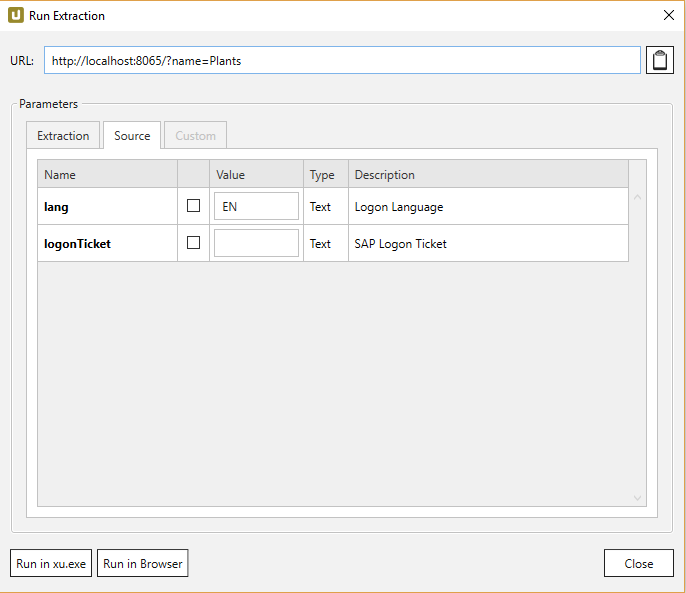 Run Extraction
URL: http://localhost:8065/?name=Plants
Parameters
Extraction Source Custom
Name Value Type Description
lang EN Text Logon Language
logonTicket Text SAP Logon Ticket
Run in xu.exe Run in Browser Close